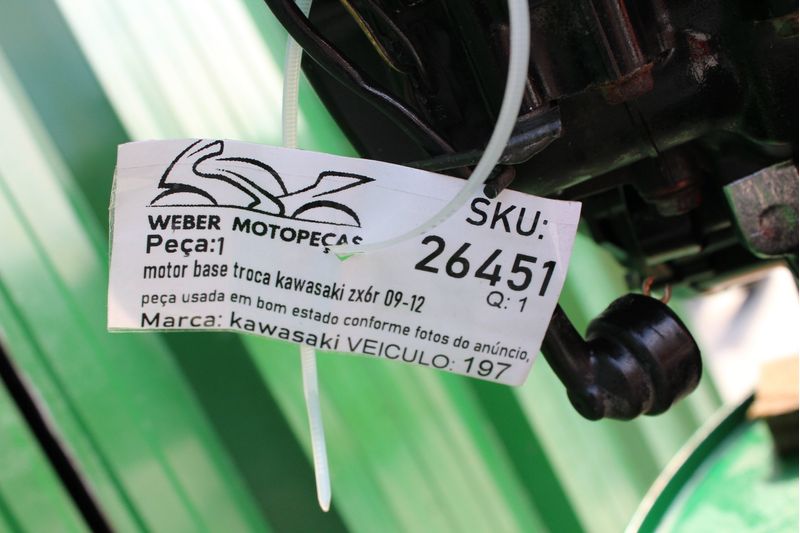 WEBER MOTOPEÇAS
SKU:
26451
Q: 1
Peça:1
motor base troca kawasaki zx6r 09-12
peça usada em bom estado conforme fotos do anúncio,
Marca: kawasaki VEICULO: 197